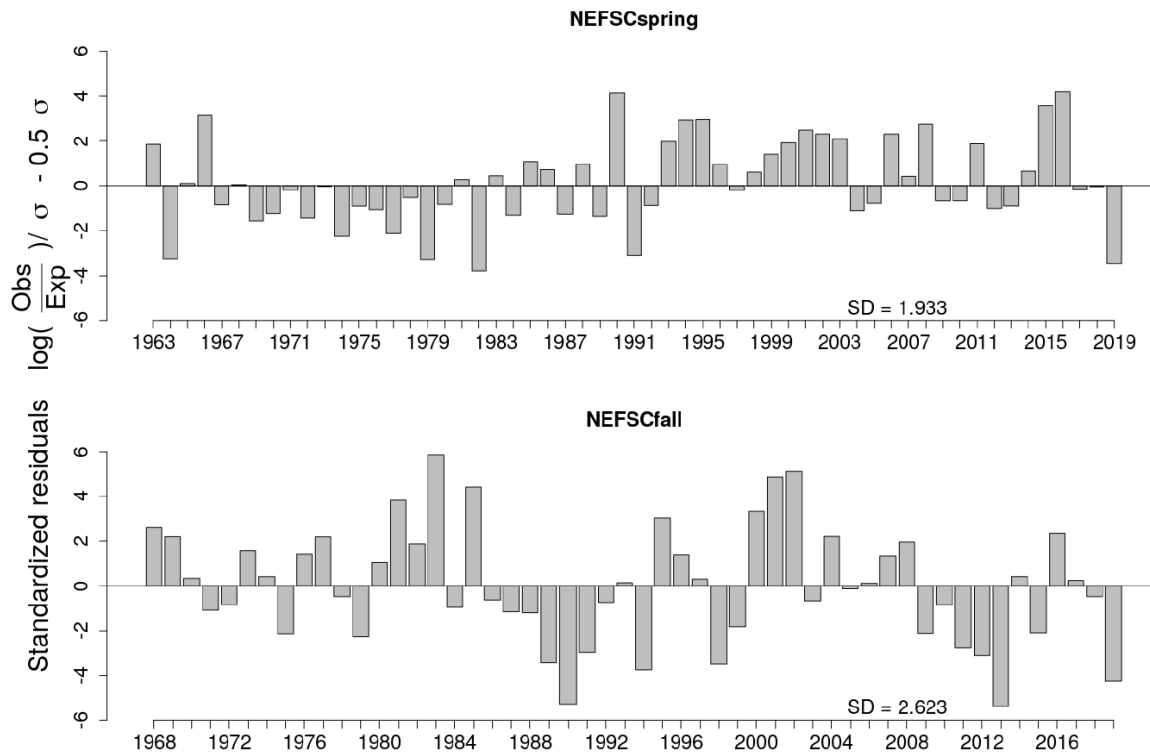 NEFSCspring
6
4
2
0
-2
-4
-6
SD = 1.933
1963 1967 1971 1975 1979 1983 1987 1991 1995 1999 2003 2007 2011 2015 2019
Standardized residuals log( Obs / Exp )/ σ - 0.5 σ
NEFSCfall
6
4
2
0
-2
-4
-6
SD = 2.623
1968 1972 1976 1980 1984 1988 1992 1996 2000 2004 2008 2012 2016